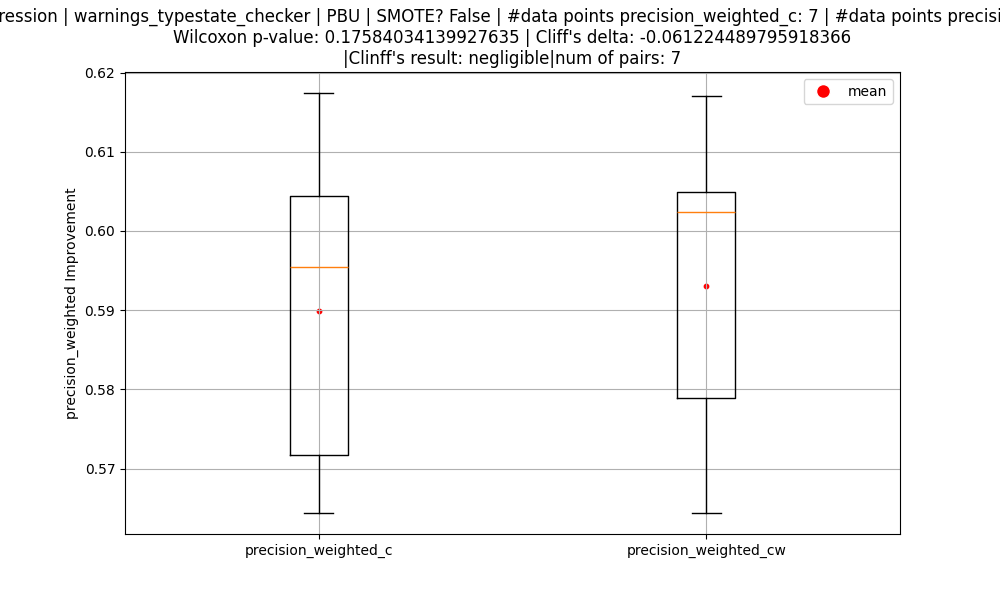 ression | warnings_typestate_checker | PBU | SMOTE? False | #data points precision_weighted_c: 7 | #data points precisi
Wilcoxon p-value: 0.17584034139927635 | Cliff's delta: -0.061224489795918366
|Clinff's result: negligible|num of pairs: 7
mean
0.62
0.61
0.60
0.59
0.58
0.57
precision_weighted Improvement
precision_weighted_c
precision_weighted_cw